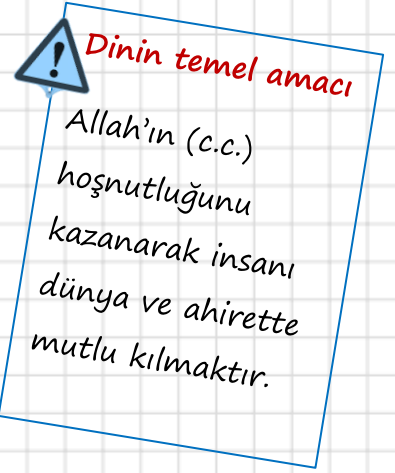 Dinin temel amacı
Allah’ın (c.c.)
hoşnutluğunu
kazanarak insanı
dünya ve ahirette
mutlu kılmaktır.